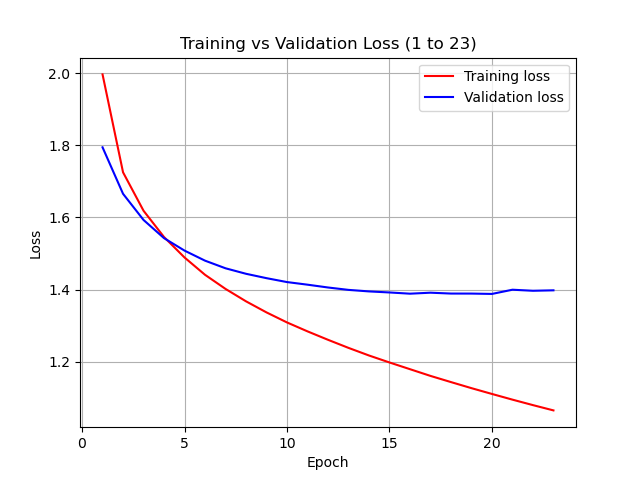 Training vs Validation Loss (1 to 23)
Training loss
Validation loss
Loss
2.0
1.8
1.6
1.4
1.2
0 5 10 15 20
Epoch